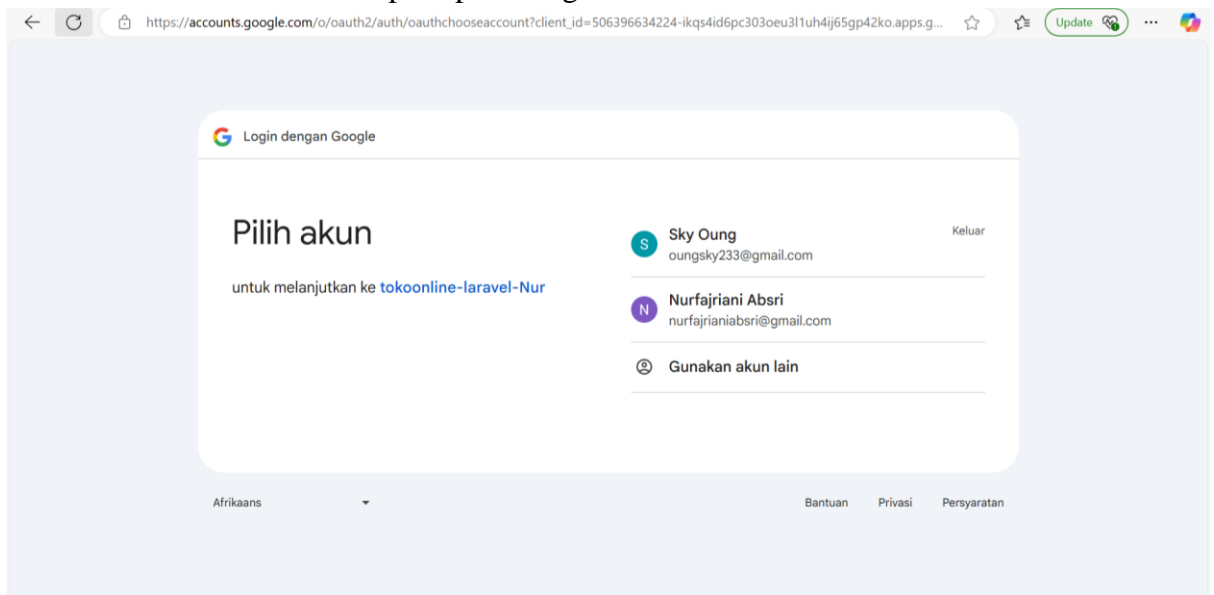 https://accounts.google.com/o/oauth2/auth/oauthchooseaccount?client_id=506396634224-ikqs4id6pc303oeu3l1uh4ij65gp42ko.apps.g...
Update
Login dengan Google
Pilih akun
untuk melanjutkan ke tokoonline-laravel-Nur
S
Sky Oung
Keluar
oungsky233@gmail.com
N
Nurfajriani Absri
nurfajrianiabsri@gmail.com
Gunakan akun lain
Afrikaans
Bantuan Privasi Persyaratan